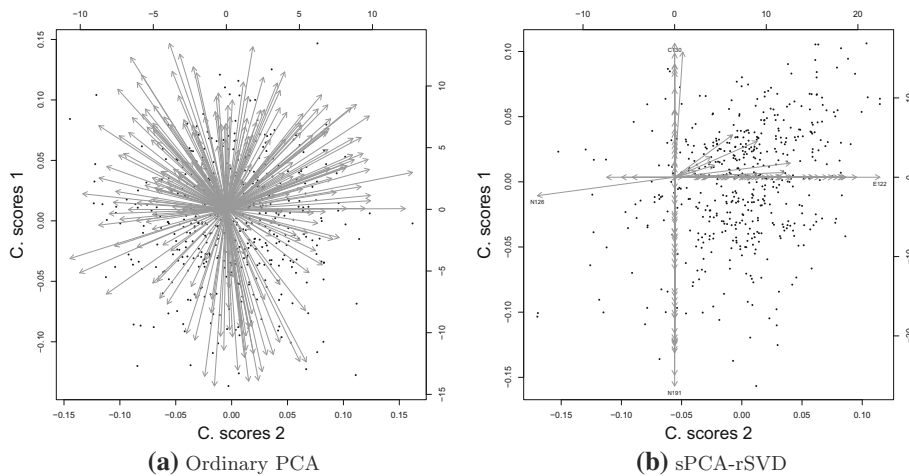 −10 −5 0 5 10
0 10 20
0.15
0.10
0.05
0.00
−0.05
−0.10
C. scores 1
10
5
0
−5
−10
−15
0.10
0.05
0.00
−0.05
−0.10
−0.15
C. scores 1
C130
E122
N126
N191
10
0
−10
−20
−0.15 −0.10 −0.05 0.00 0.05 0.10 0.15
C. scores 2
−0.15 −0.10 −0.05 0.00 0.05 0.10
C. scores 2
(a) Ordinary PCA
(b) sPCA-rSVD